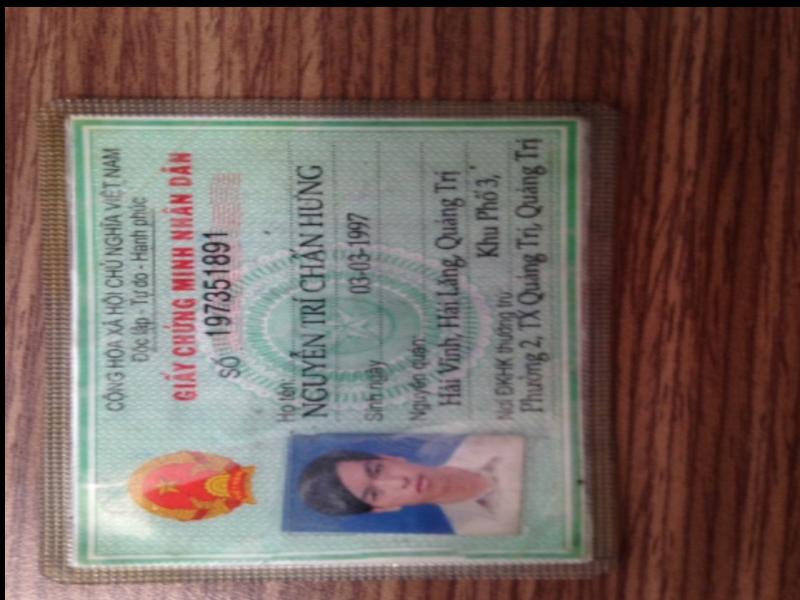 CỘNG HÒA XÃ HỘI CHỦ NGHĨA VIỆT NAM
Độc lập - Tự do - Hạnh phúc
GIẤY CHỨNG MINH NHÂN DÂN
SỐ 197351891
Họ tên:
NGUYỄN TRÍ CHẤN HƯNG
Sinh ngày 03-03-1997
Nguyên quán:
Hải Vĩnh, Hải Lăng, Quảng Trị
Nơi ĐKHK thường trú Khu Phố 3,
Phường 2, TX Quảng Trị, Quảng Trị